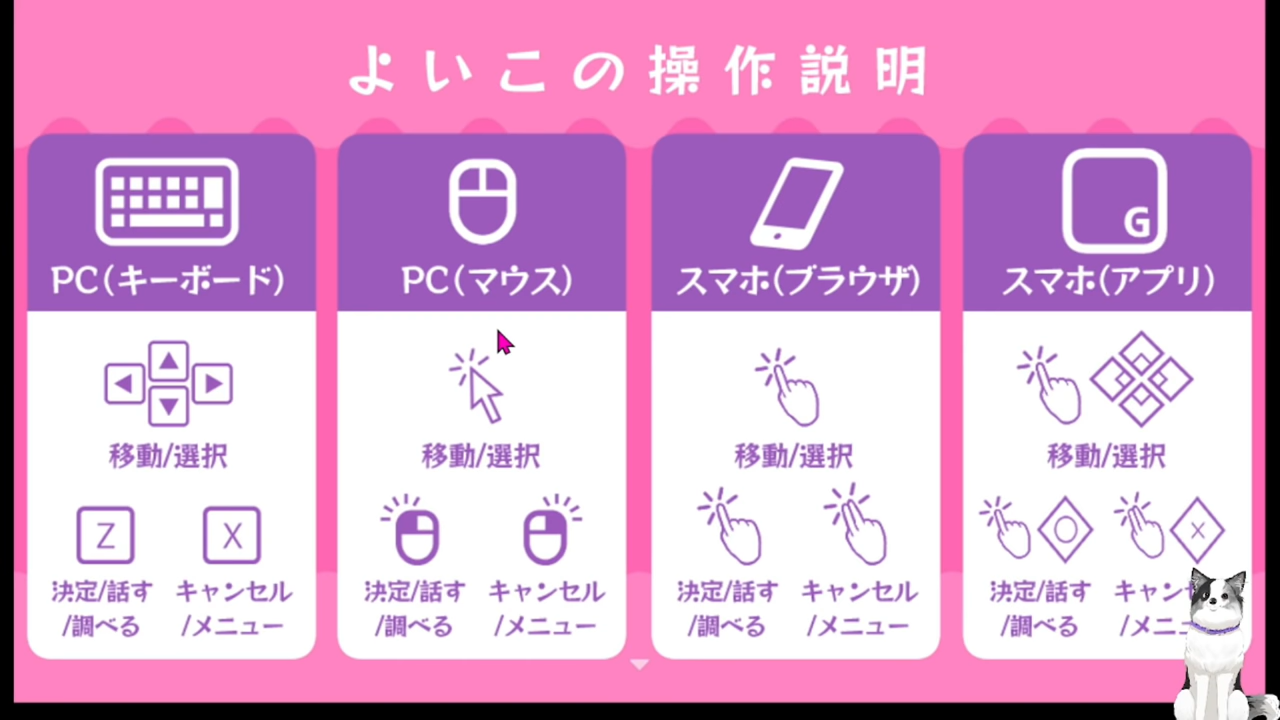 よいこの操作説明
PC(キーボード)
移動/選択
Z
X
決定/話す
/調べる
キャンセル
/メニュー
PC(マウス)
移動/選択
決定/話す
/調べる
キャンセル
/メニュー
スマホ(ブラウザ)
移動/選択
決定/話す
/調べる
キャンセル
/メニュー
G
スマホ(アプリ)
移動/選択
決定/話す
/調べる